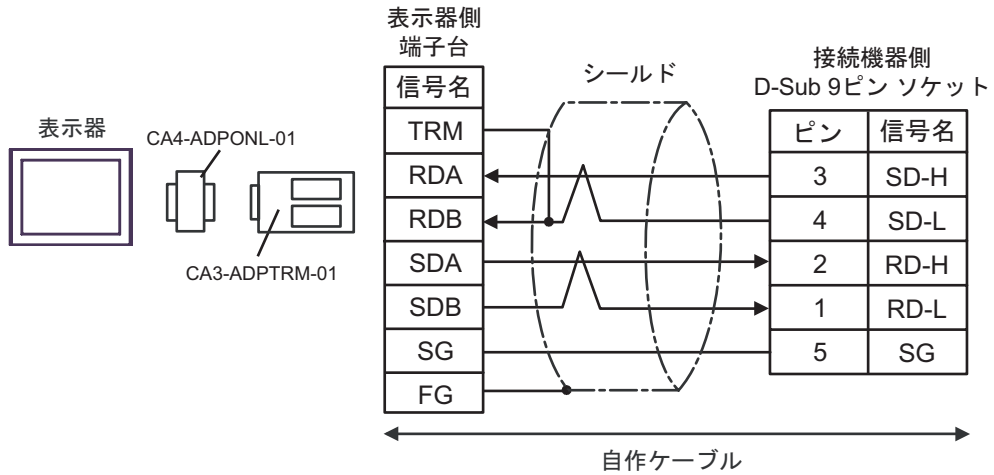 表示器
CA4-ADPONL-01
CA3-ADPTRM-01
表示器側
端子台
信号名
TRM
RDA
RDB
SDA
SDB
SG
FG
シールド
接続機器側
D-Sub 9ピン ソケット
ピン 信号名
3 SD-H
4 SD-L
2 RD-H
1 RD-L
5 SG
自作ケーブル